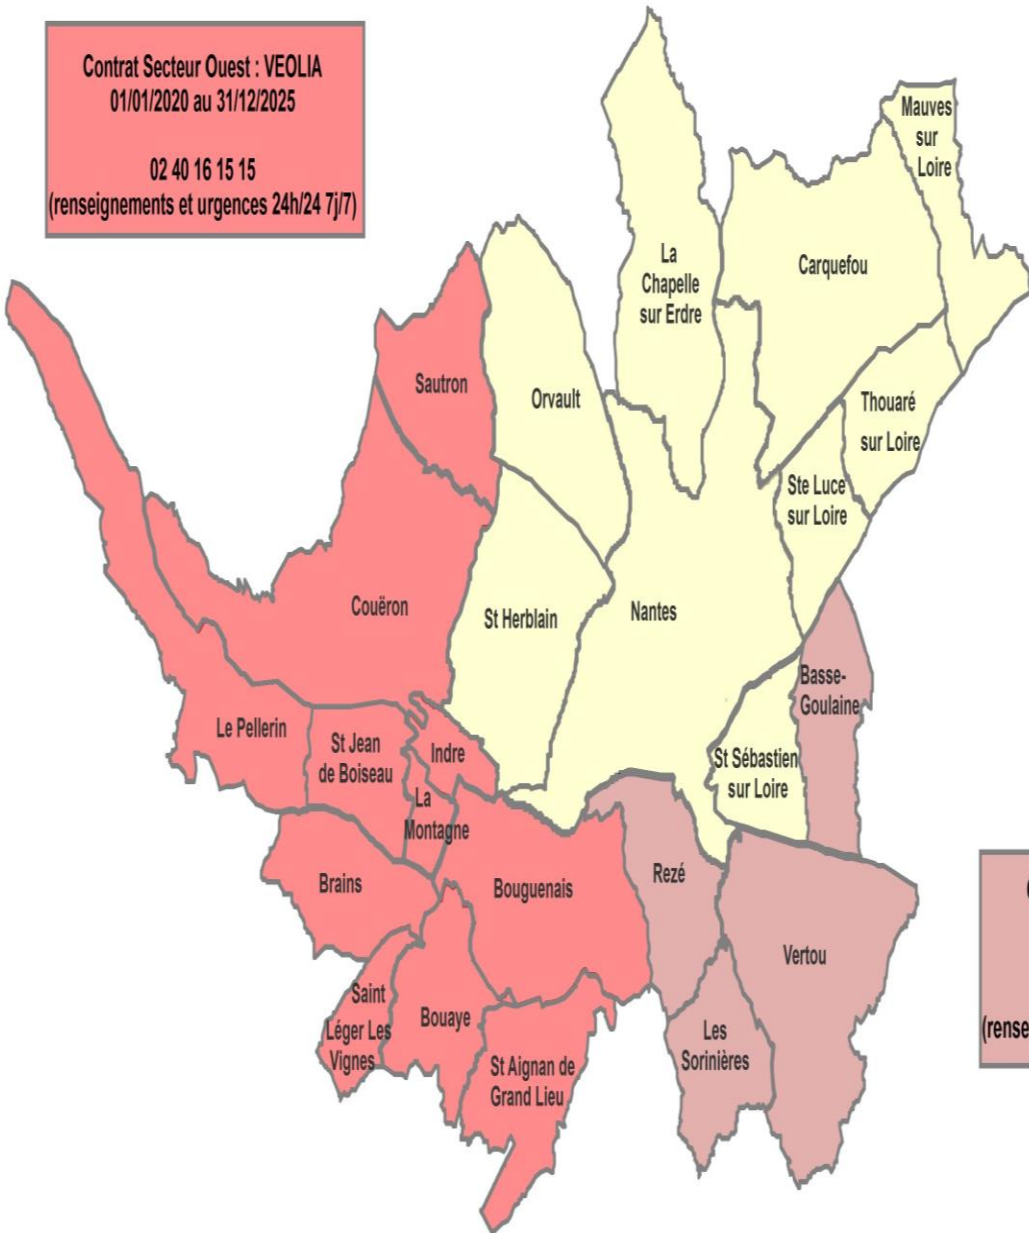 Contrat Secteur Ouest : VEOLIA
01/01/2020 au 31/12/2025
02 40 16 15 15
(renseignements et urgences 24h/24 7j/7)
Mauves
sur
Loire
La
Chapelle
sur Erdre
Carquefou
Sautron
Orvault
Thouaré
sur Loire
Ste Luce
sur Loire
Couëron
St Herblain
Nantes
Basse-
Goulaine
Le Pellerin
St Jean
de Boiseau
Indre
St Sébastien
sur Loire
La
Montagne
Brains
Bouguenais
Rezé
Vertou
Saint
Léger Les
Vignes
Bouaye
St Aignan de
Grand Lieu
Les
Sorinières
(rense